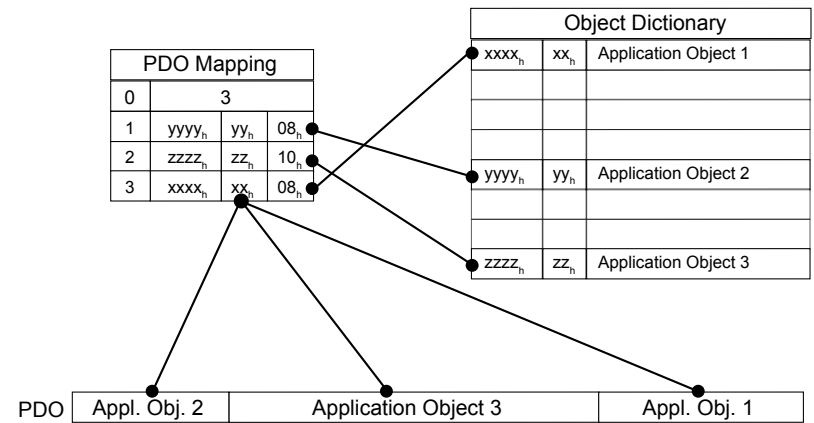 Object Dictionary
xxxxh xxh Application Object 1
yyyyh yyh Application Object 2
zzzzh zzh Application Object 3
PDO Mapping
0 3
1 yyyyh yyh 08h
2 zzzzh zzh 10h
3 xxxxh xxh 08h
PDO Appl. Obj. 2 Application Object 3 Appl. Obj. 1